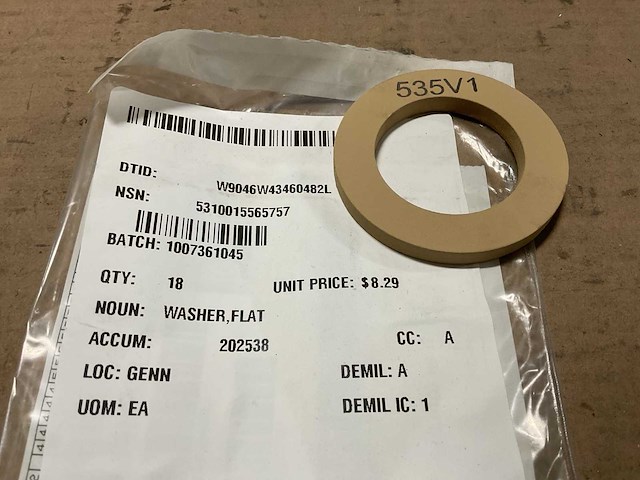 535V1
DTID: W9046W43460482L
NSN: 5310015565757
BATCH: 1007361045
QTY: 18 UNIT PRICE: $8.29
NOUN: WASHER,FLAT
ACCUM: 202538 CC: A
LOC: GENN DEMIL: A
UOM: EA DEMIL IC: 1